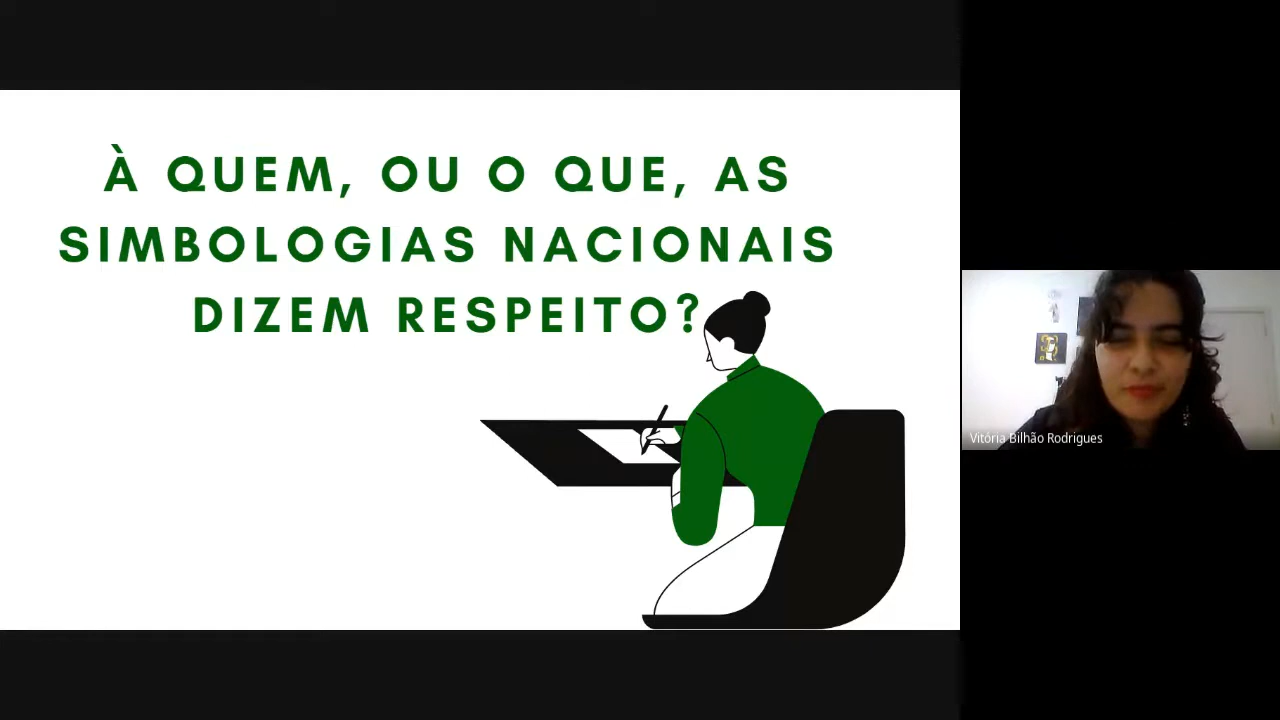 À QUEM, OU O QUE, AS
SIMBOLOGIAS NACIONAIS
DIZEM RESPEITO?
Vitória Bilhão Rodrigues